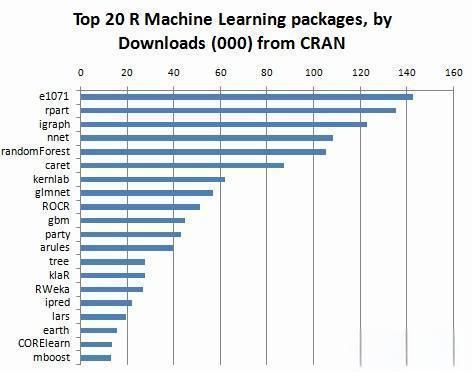 Top 20 R Machine Learning packages, by
Downloads (000) from CRAN
0 20 40 60 80 100 120 140 160
e1071
rpart
igraph
nnet
randomForest
caret
kernlab
glmnet
ROCR
gbm
party
arules
tree
klaR
RWeka
ipred
lars
earth
CORElearn
mboost